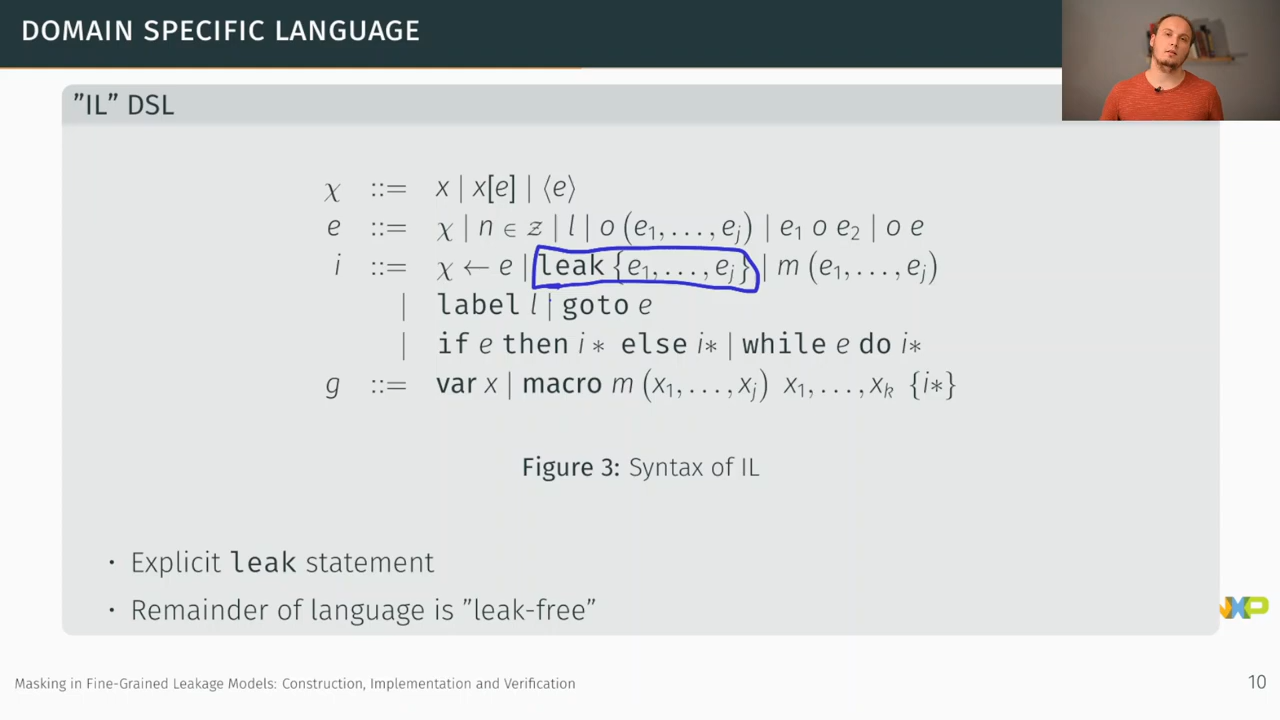 DOMAIN SPECIFIC LANGUAGE
"IL" DSL
χ ::= x | x[e] | ⟨e⟩
e ::= χ | n ∈ z | l | o (e₁, . . . , eⱼ) | e₁ o e₂ | o e
i ::= χ ← e | leak {e₁, . . . , eⱼ} | m (e₁, . . . , eⱼ)
| label l | goto e
| if e then i∗ else i∗ | while e do i∗
g ::= var x | macro m (x₁, . . . , xⱼ) x₁, . . . , xₖ {i∗}
Figure 3: Syntax of IL
· Explicit leak statement
· Remainder of language is "leak-free"
NXP
Masking in Fine-Grained Leakage Models: Construction, Implementation and Verification
10